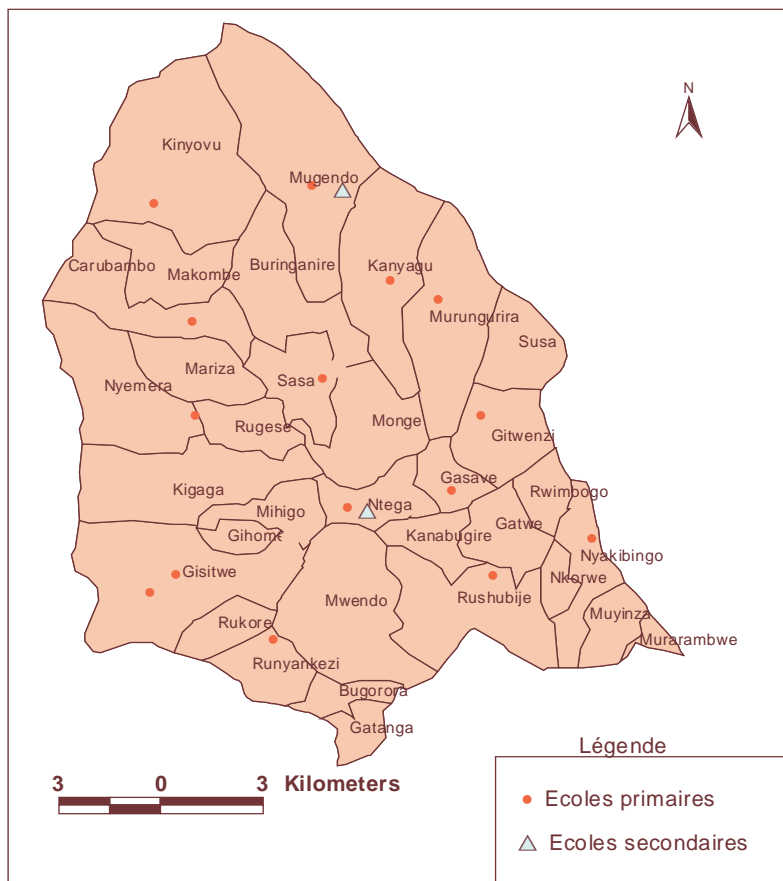 N
Kinyovu
Mugendo
Carubambo
Makombe
Buringanire
Kanyagu
Murungurira
Susa
Nyemera
Mariza
Sasa
Rugese
Monge
Gitwenzi
Kigaga
Mihigo
Ntega
Gasave
Rwimbogo
Gihomt
Kanabugire
Gatwe
Nyakibingo
Gisitwe
Nkorwe
Mwendo
Rushubije
Muyinza
Rukore
Murarambwe
Runyankezi
Bugorora
Gatanga
Légende
3 0 3 Kilometers
Ecoles primaires
Ecoles secondaires